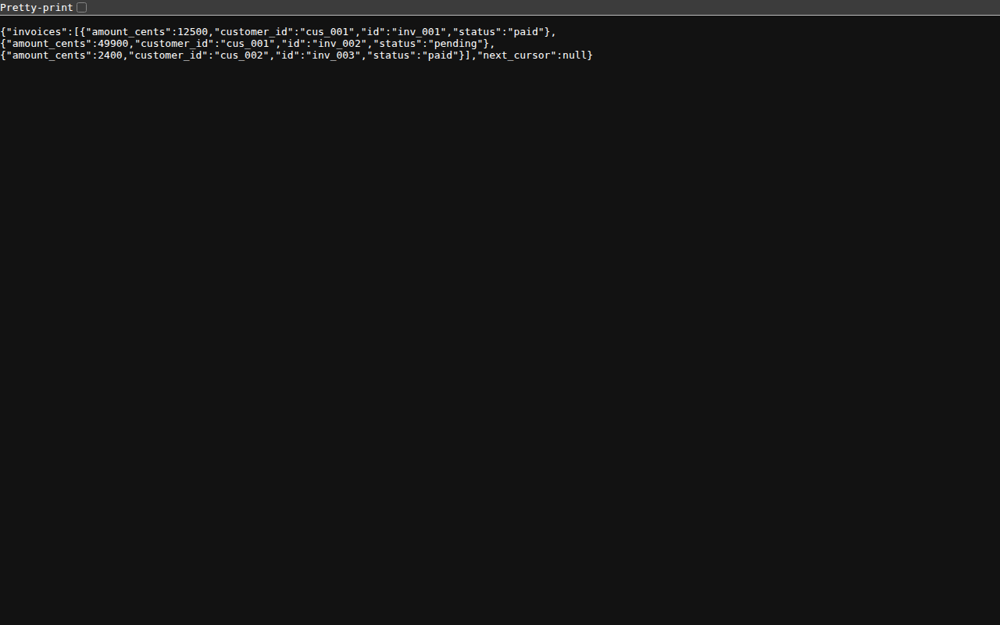 Pretty-print
{"invoices":[{"amount_cents":12500,"customer_id":"cus_001","id":"inv_001","status":"paid"},
{"amount_cents":49900,"customer_id":"cus_001","id":"inv_002","status":"pending"},
{"amount_cents":2400,"customer_id":"cus_002","id":"inv_003","status":"paid"}],"next_cursor":null}